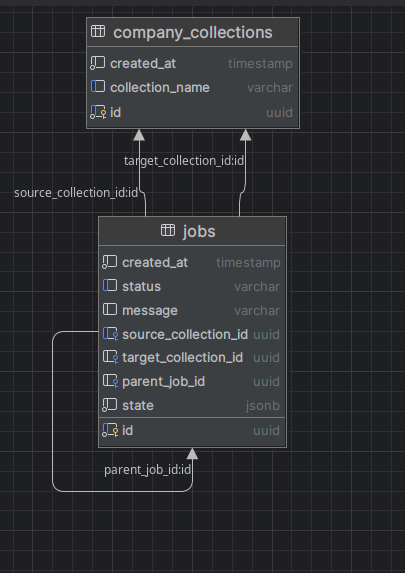 company_collections
created_at timestamp
collection_name varchar
id uuid
target_collection_id:id
source_collection_id:id
jobs
created_at timestamp
status varchar
message varchar
source_collection_id uuid
target_collection_id uuid
parent_job_id uuid
state jsonb
id uuid
parent_job_id:id